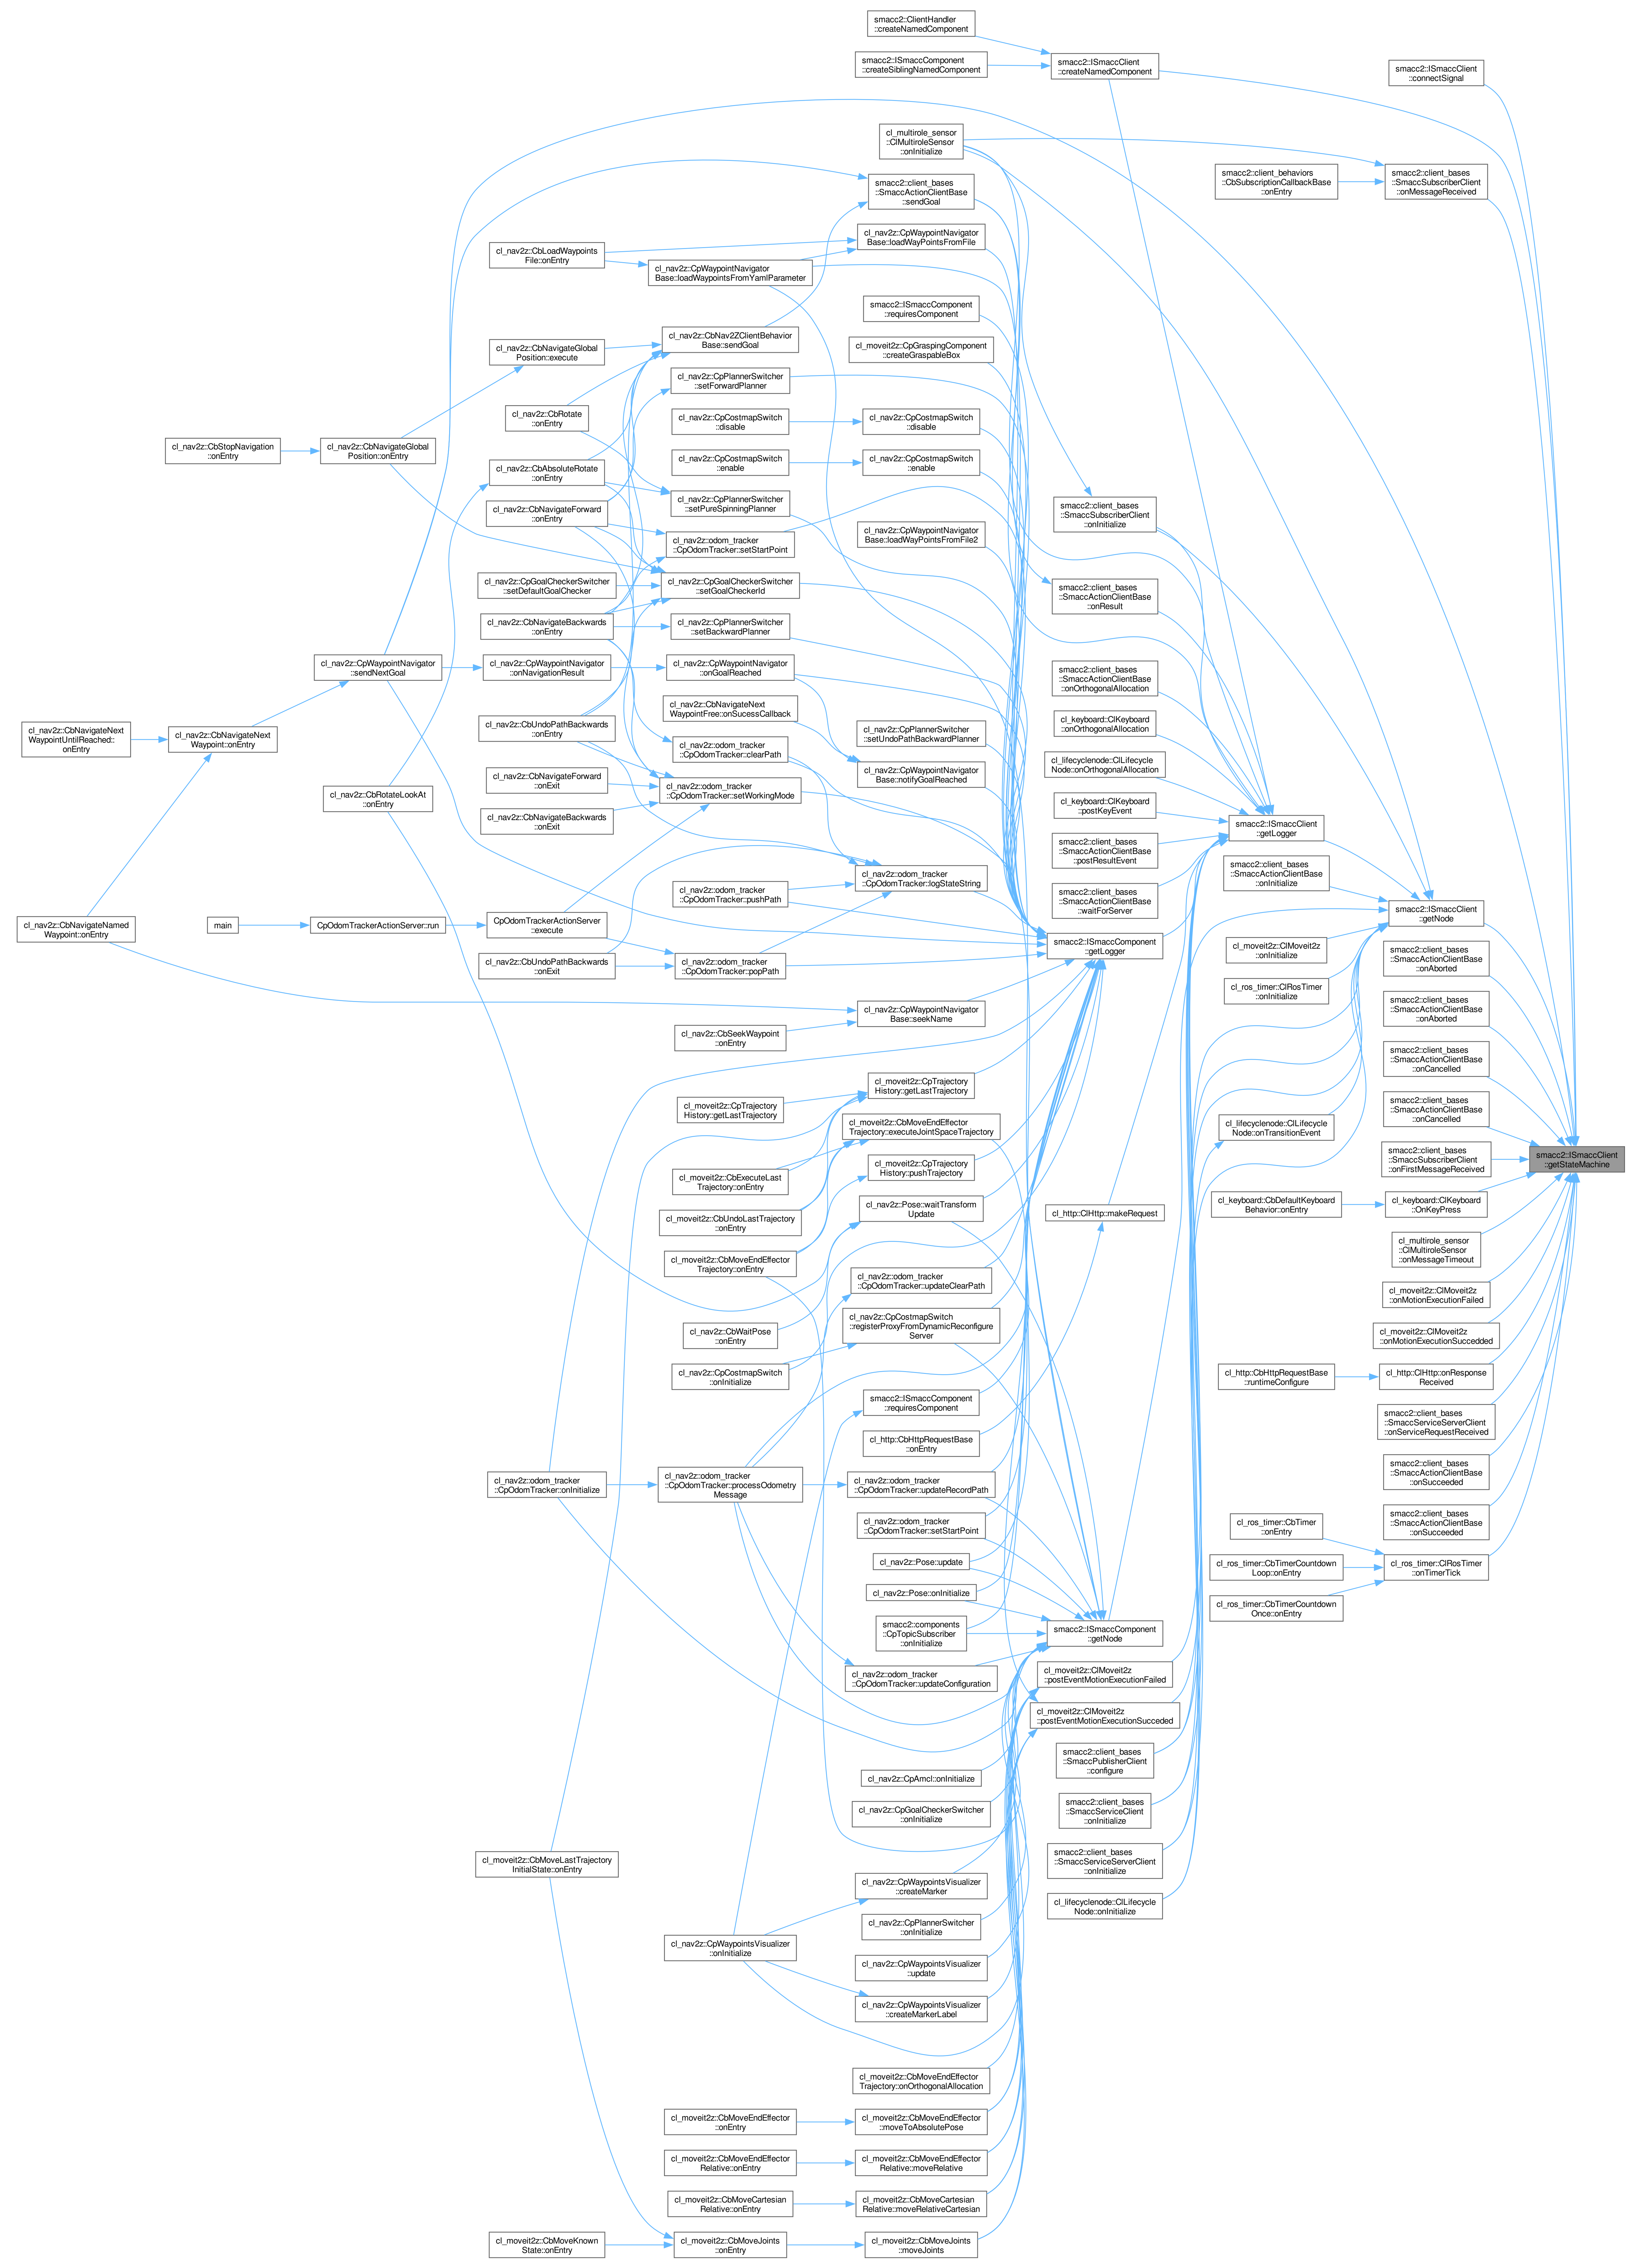 smacc2::ClientHandler
::createNamedComponent
smacc2::ISmaccComponent
::createSiblingNamedComponent
smacc2::ISmaccClient
::createNamedComponent
smacc2::ISmaccClient
::connectSignal
cl_multirole_sensor
::ClMultiroleSensor
::onInitialize
smacc2::client_behaviors
::CbSubscriptionCallbackBase
::onEntry
smacc2::client_bases
::SmaccSubscriberClient
::onMessageReceived
smacc2::client_bases
::SmaccActionClientBase
::sendGoal
cl_nav2z::CpWaypointNavigator
Base::loadWayPointsFromFile
cl_nav2z::CbLoadWaypoints
File::onEntry
cl_nav2z::CpWaypointNavigator
Base::loadWaypointsFromYamlParameter
smacc2::ISmaccComponent
::requiresComponent
cl_nav2z::CbNav2ZClientBehavior
Base::sendGoal
cl_nav2z::CbNavigateGlobal
Position::execute
cl_moveit2z::CpGraspingComponent
::createGraspableBox
cl_nav2z::CpPlannerSwitcher
::setForwardPlanner
cl_nav2z::CbRotate
::onEntry
cl_nav2z::CpCostmapSwitch
::disable
cl_nav2z::CpCostmapSwitch
::disable
cl_nav2z::CbStopNavigation
::onEntry
cl_nav2z::CbNavigateGlobal
Position::onEntry
cl_nav2z::CbAbsoluteRotate
::onEntry
cl_nav2z::CpCostmapSwitch
::enable
cl_nav2z::CpCostmapSwitch
::enable
cl_nav2z::CbNavigateForward
::onEntry
cl_nav2z::CpPlannerSwitcher
::setPureSpinningPlanner
smacc2::client_bases
::SmaccSubscriberClient
::onInitialize
cl_nav2z::odom_tracker
::CpOdomTracker::setStartPoint
cl_nav2z::CpWaypointNavigator
Base::loadWayPointsFromFile2
cl_nav2z::CpGoalCheckerSwitcher
::setDefaultGoalChecker
cl_nav2z::CpGoalCheckerSwitcher
::setGoalCheckerId
smacc2::client_bases
::SmaccActionClientBase
::onResult
cl_nav2z::CbNavigateBackwards
::onEntry
cl_nav2z::CpPlannerSwitcher
::setBackwardPlanner
cl_nav2z::CpWaypointNavigator
::sendNextGoal
cl_nav2z::CpWaypointNavigator
::onNavigationResult
cl_nav2z::CpWaypointNavigator
::onGoalReached
smacc2::client_bases
::SmaccActionClientBase
::onOrthogonalAllocation
cl_nav2z::CbNavigateNext
WaypointFree::onSucessCallback
cl_keyboard::ClKeyboard
::onOrthogonalAllocation
cl_nav2z::CbNavigateNext
WaypointUntilReached::
onEntry
cl_nav2z::CbNavigateNext
Waypoint::onEntry
cl_nav2z::CbUndoPathBackwards
::onEntry
cl_nav2z::odom_tracker
::CpOdomTracker::clearPath
cl_nav2z::CpPlannerSwitcher
::setUndoPathBackwardPlanner
cl_nav2z::CpWaypointNavigator
Base::notifyGoalReached
cl_lifecyclenode::ClLifecycle
Node::onOrthogonalAllocation
cl_nav2z::CbRotateLookAt
::onEntry
cl_nav2z::CbNavigateForward
::onExit
cl_nav2z::odom_tracker
::CpOdomTracker::setWorkingMode
cl_keyboard::ClKeyboard
::postKeyEvent
cl_nav2z::CbNavigateBackwards
::onExit
smacc2::ISmaccClient
::getLogger
smacc2::client_bases
::SmaccActionClientBase
::postResultEvent
smacc2::client_bases
::SmaccActionClientBase
::onInitialize
cl_nav2z::odom_tracker
::CpOdomTracker::logStateString
cl_nav2z::odom_tracker
::CpOdomTracker::pushPath
smacc2::client_bases
::SmaccActionClientBase
::waitForServer
smacc2::ISmaccClient
::getNode
cl_nav2z::CbNavigateNamed
Waypoint::onEntry
main
CpOdomTrackerActionServer::run
CpOdomTrackerActionServer
::execute
smacc2::ISmaccComponent
::getLogger
cl_moveit2z::ClMoveit2z
::onInitialize
smacc2::client_bases
::SmaccActionClientBase
::onAborted
cl_nav2z::CbUndoPathBackwards
::onExit
cl_nav2z::odom_tracker
::CpOdomTracker::popPath
cl_ros_timer::ClRosTimer
::onInitialize
smacc2::client_bases
::SmaccActionClientBase
::onAborted
cl_nav2z::CpWaypointNavigator
Base::seekName
cl_nav2z::CbSeekWaypoint
::onEntry
smacc2::client_bases
::SmaccActionClientBase
::onCancelled
cl_moveit2z::CpTrajectory
History::getLastTrajectory
cl_moveit2z::CpTrajectory
History::getLastTrajectory
smacc2::client_bases
::SmaccActionClientBase
::onCancelled
cl_moveit2z::CbMoveEndEffector
Trajectory::executeJointSpaceTrajectory
cl_lifecyclenode::ClLifecycle
Node::onTransitionEvent
smacc2::ISmaccClient
::getStateMachine
smacc2::client_bases
::SmaccSubscriberClient
::onFirstMessageReceived
cl_moveit2z::CbExecuteLast
Trajectory::onEntry
cl_moveit2z::CpTrajectory
History::pushTrajectory
cl_keyboard::CbDefaultKeyboard
Behavior::onEntry
cl_keyboard::ClKeyboard
::OnKeyPress
cl_moveit2z::CbUndoLastTrajectory
::onEntry
cl_nav2z::Pose::waitTransform
Update
cl_http::ClHttp::makeRequest
cl_multirole_sensor
::ClMultiroleSensor
::onMessageTimeout
cl_moveit2z::CbMoveEndEffector
Trajectory::onEntry
cl_nav2z::odom_tracker
::CpOdomTracker::updateClearPath
cl_moveit2z::ClMoveit2z
::onMotionExecutionFailed
cl_nav2z::CbWaitPose
::onEntry
cl_nav2z::CpCostmapSwitch
::registerProxyFromDynamicReconfigure
Server
cl_moveit2z::ClMoveit2z
::onMotionExecutionSuccedded
cl_nav2z::CpCostmapSwitch
::onInitialize
cl_http::CbHttpRequestBase
::runtimeConfigure
cl_http::ClHttp::onResponse
Received
smacc2::ISmaccComponent
::requiresComponent
smacc2::client_bases
::SmaccServiceServerClient
::onServiceRequestReceived
cl_http::CbHttpRequestBase
::onEntry
smacc2::client_bases
::SmaccActionClientBase
::onSucceeded
cl_nav2z::odom_tracker
::CpOdomTracker::onInitialize
cl_nav2z::odom_tracker
::CpOdomTracker::processOdometry
Message
cl_nav2z::odom_tracker
::CpOdomTracker::updateRecordPath
cl_nav2z::odom_tracker
::CpOdomTracker::setStartPoint
cl_ros_timer::CbTimer
::onEntry
smacc2::client_bases
::SmaccActionClientBase
::onSucceeded
cl_nav2z::Pose::update
cl_ros_timer::CbTimerCountdown
Loop::onEntry
cl_ros_timer::ClRosTimer
::onTimerTick
cl_nav2z::Pose::onInitialize
cl_ros_timer::CbTimerCountdown
Once::onEntry
smacc2::components
::CpTopicSubscriber
::onInitialize
smacc2::ISmaccComponent
::getNode
cl_nav2z::odom_tracker
::CpOdomTracker::updateConfiguration
cl_moveit2z::ClMoveit2z
::postEventMotionExecutionFailed
cl_moveit2z::ClMoveit2z
::postEventMotionExecutionSucceded
smacc2::client_bases
::SmaccPublisherClient
::configure
cl_nav2z::CpAmcl::onInitialize
cl_nav2z::CpGoalCheckerSwitcher
::onInitialize
smacc2::client_bases
::SmaccServiceClient
::onInitialize
cl_moveit2z::CbMoveLastTrajectory
InitialState::onEntry
smacc2::client_bases
::SmaccServiceServerClient
::onInitialize
cl_nav2z::CpWaypointsVisualizer
::createMarker
cl_lifecyclenode::ClLifecycle
Node::onInitialize
cl_nav2z::CpPlannerSwitcher
::onInitialize
cl_nav2z::CpWaypointsVisualizer
::onInitialize
cl_nav2z::CpWaypointsVisualizer
::update
cl_nav2z::CpWaypointsVisualizer
::createMarkerLabel
cl_moveit2z::CbMoveEndEffector
Trajectory::onOrthogonalAllocation
cl_moveit2z::CbMoveEndEffector
::onEntry
cl_moveit2z::CbMoveEndEffector
::moveToAbsolutePose
cl_moveit2z::CbMoveEndEffector
Relative::onEntry
cl_moveit2z::CbMoveEndEffector
Relative::moveRelative
cl_moveit2z::CbMoveCartesian
Relative::onEntry
cl_moveit2z::CbMoveCartesian
Relative::moveRelativeCartesian
cl_moveit2z::CbMoveKnown
State::onEntry
cl_moveit2z::CbMoveJoints
::onEntry
cl_moveit2z::CbMoveJoints
::moveJoints